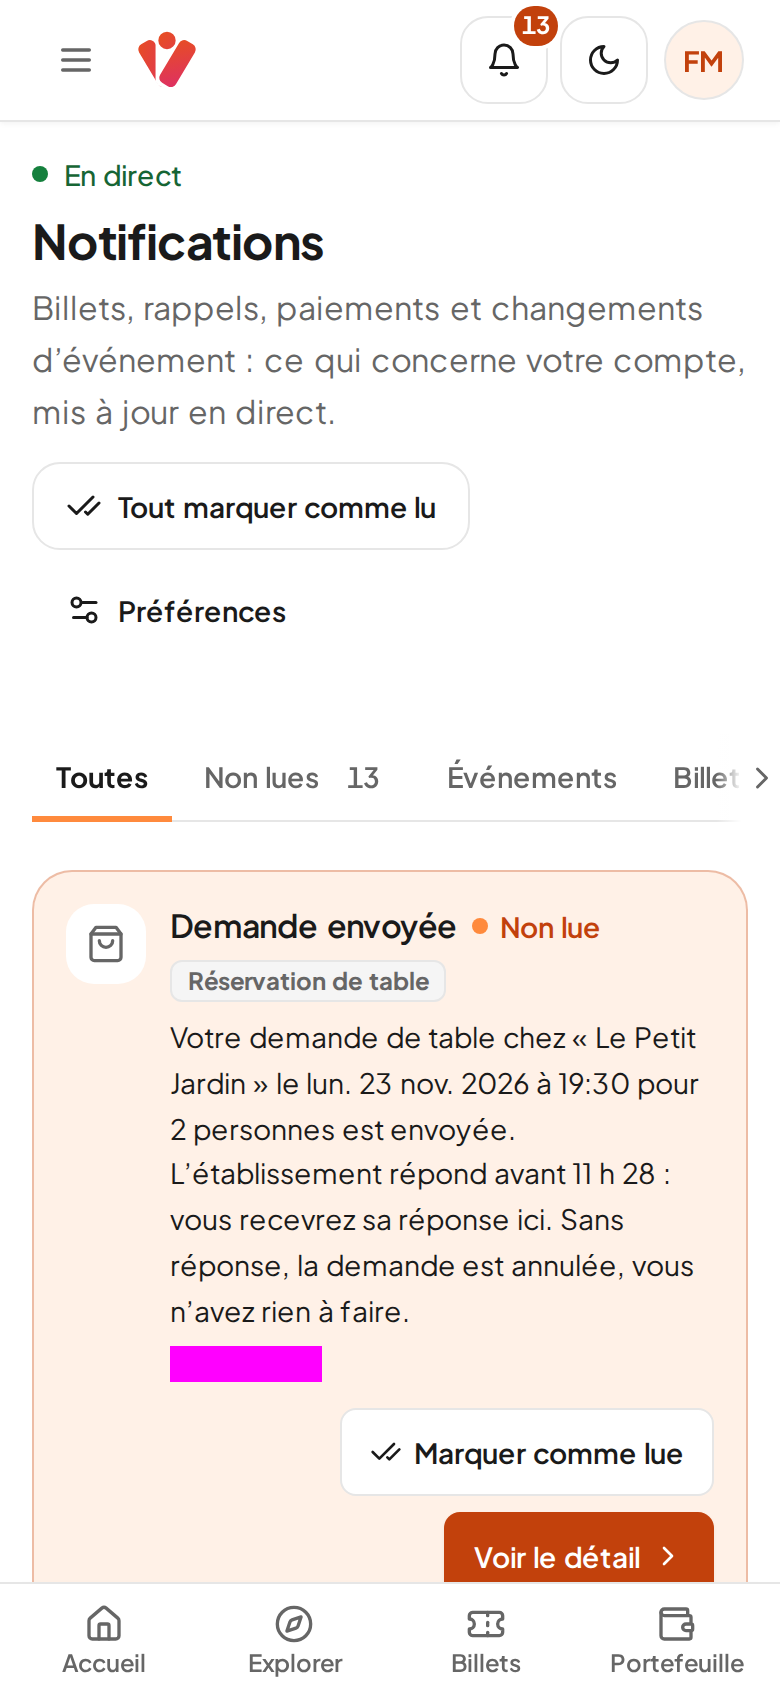 13
FM
En direct
Notifications
Billets, rappels, paiements et changements
d’événement : ce qui concerne votre compte,
mis à jour en direct.
Tout marquer comme lu
Préférences
Toutes
Non lues 13
Événements
Billet
Demande envoyée
Non lue
Réservation de table
Votre demande de table chez « Le Petit
Jardin » le lun. 23 nov. 2026 à 19:30 pour
2 personnes est envoyée.
L’établissement répond avant 11 h 28 :
vous recevrez sa réponse ici. Sans
réponse, la demande est annulée, vous
n’avez rien à faire.
Marquer comme lue
Voir le détail
Accueil
Explorer
Billets
Portefeuille